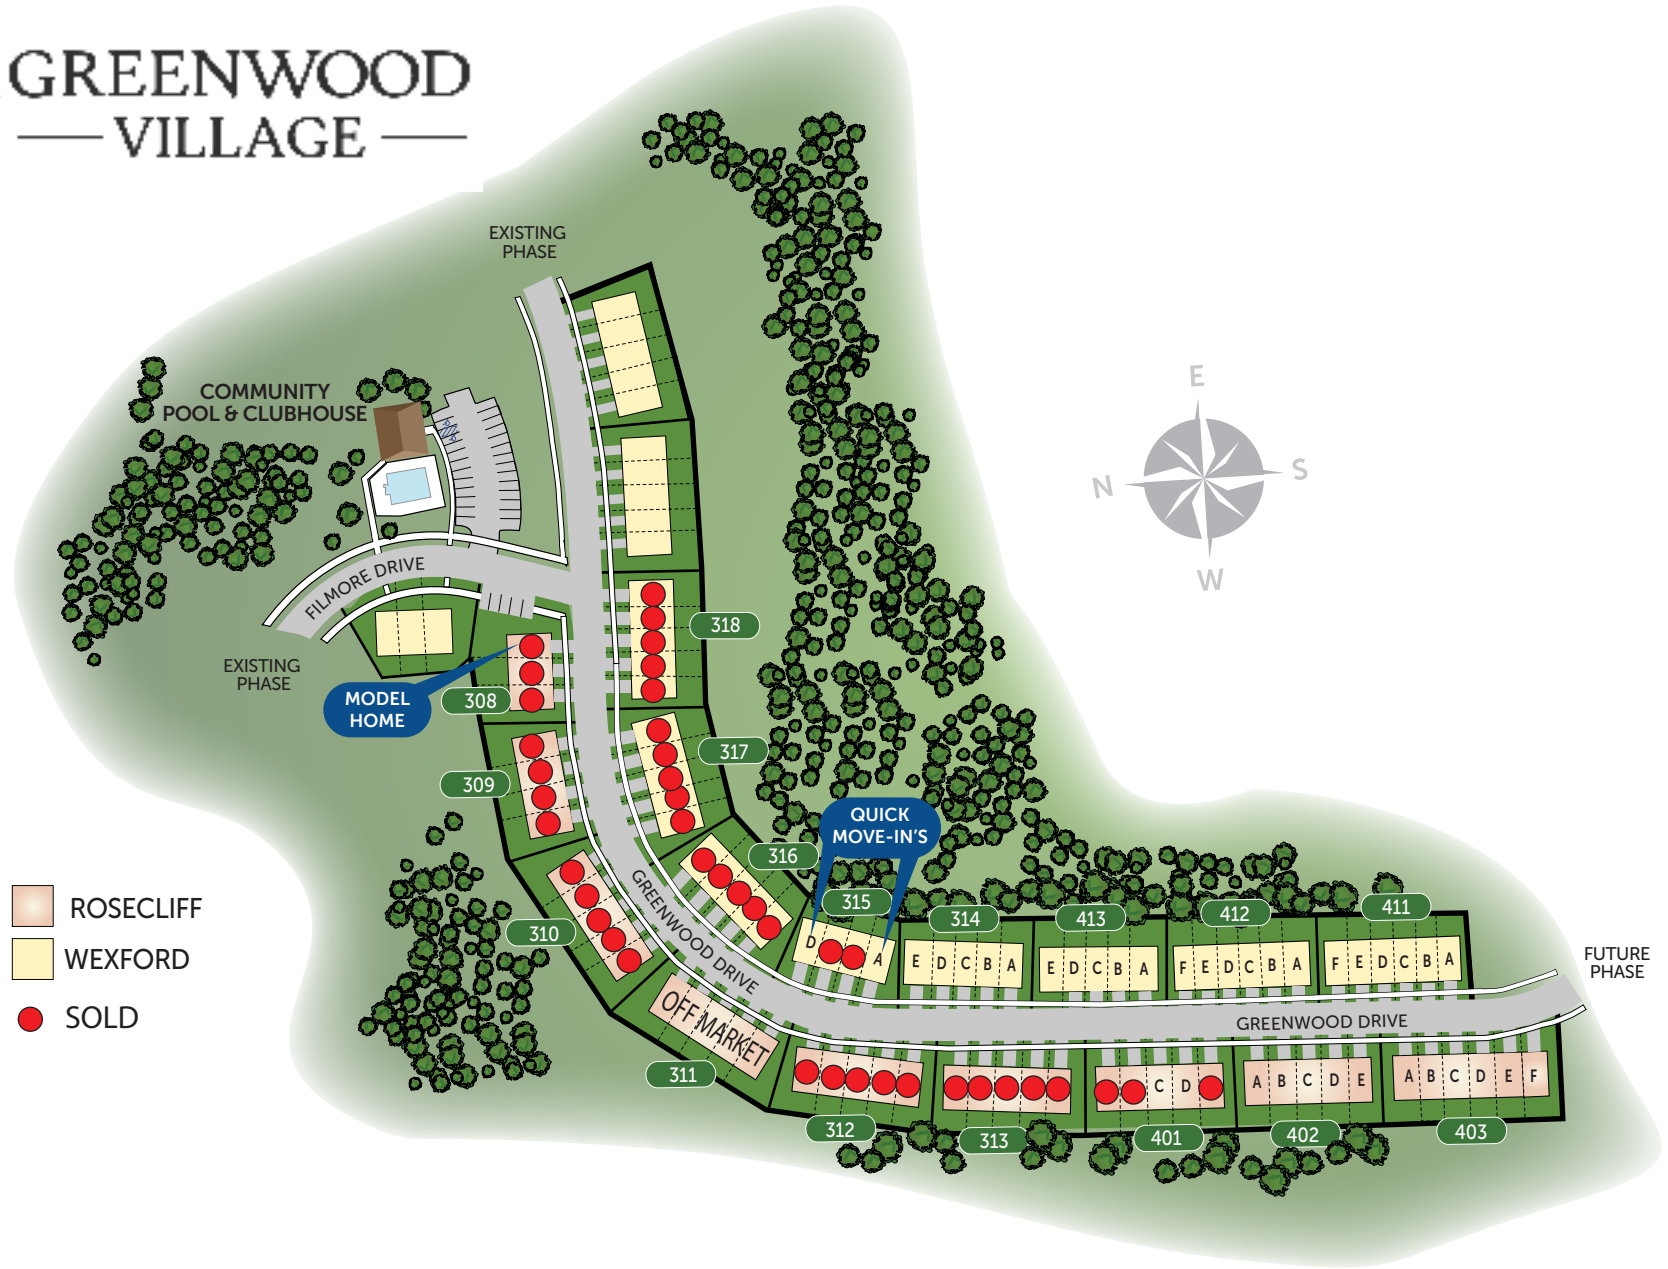 GREENWOOD
VILLAGE
EXISTING
PHASE
COMMUNITY
POOL & CLUBHOUSE
E
N
S
W
FILMORE DRIVE
EXISTING
PHASE
318
MODEL
HOME
308
317
309
QUICK
MOVE-IN'S
316
315
D
A
314
E D C B A
413
E D C B A
412
F E D C B A
411
F E D C B A
310
GREENWOOD DRIVE
ROSECLIFF
WEXFORD
SOLD
FUTURE
PHASE
GREENWOOD DRIVE
OFF MARKET
311
312
313
C D
401
A B C D E
402
A B C D E F
403